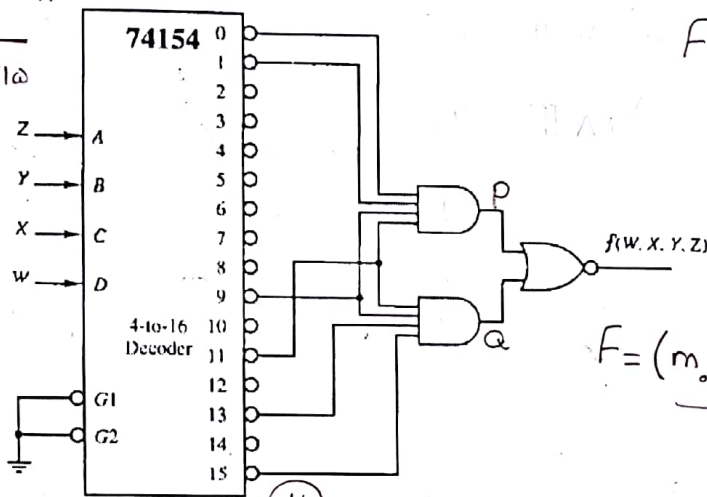 74154
0
1
2
3
4
5
6
7
8
9
10
11
12
13
14
15
Z
A
Y
B
X
C
W
D
4-to-16
Decoder
G1
G2
P
Q
f(W, X, Y, Z)
F
F = (m₀